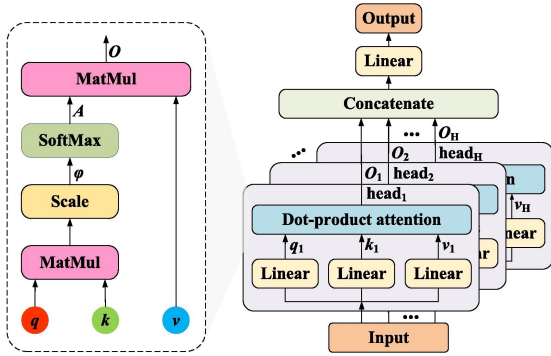 O
MatMul
A
SoftMax
φ
Scale
MatMul
q k v
Output
Linear
Concatenate
... O_H
... O_2 head_H
O_1 head_2
head_1
Dot-product attention
q_1 k_1 v_1 v_H
Linear Linear Linear
...
Input